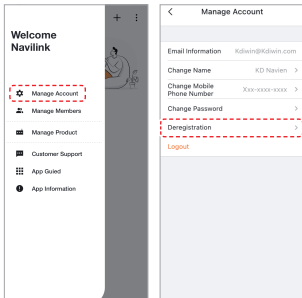 Welcome
Navilink
Manage Account
Manage Members
Manage Product
Customer Support
App Guied
App Information
Manage Account
Email Information Kdiwin@Kdiwin.com
Change Name KD Navien
Change Mobile
Phone Number Xxx-xxxx-xxxx
Change Password
Deregistration
Logout